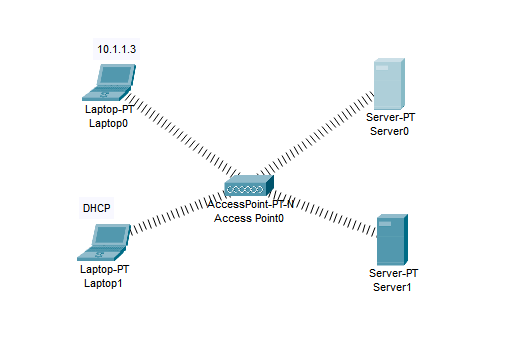 10.1.1.3
Laptop-PT
Laptop0
Server-PT
Server0
AccessPoint-PT-N
Access Point0
DHCP
Laptop-PT
Laptop1
Server-PT
Server1